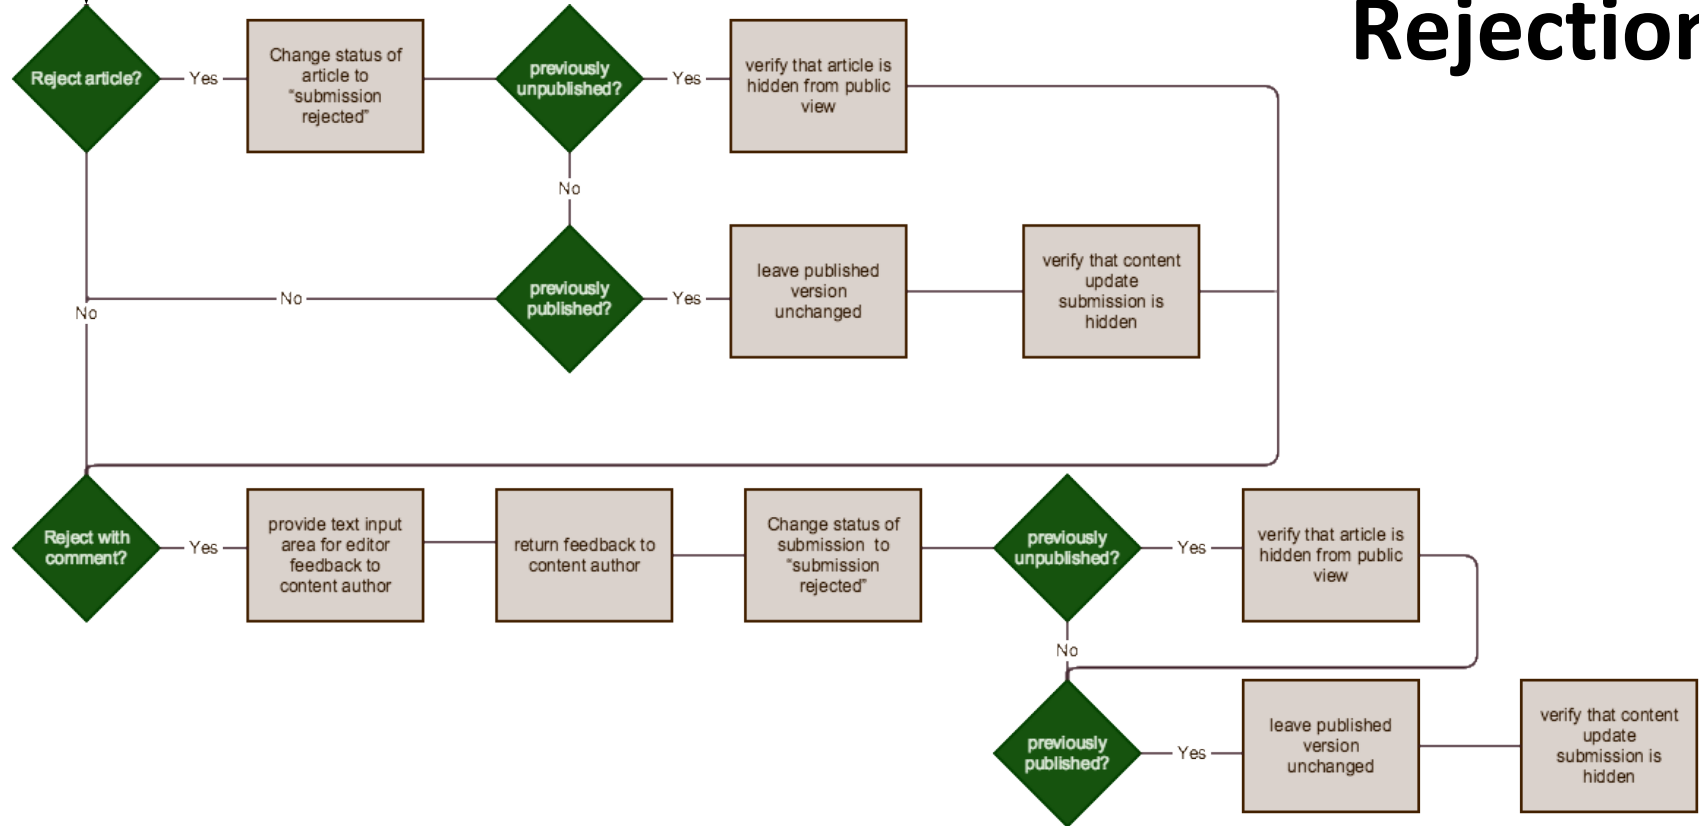 Rejection
Reject article?
Yes
Change status of
article to
“submission
rejected”
previously
unpublished?
Yes
verify that article is
hidden from public
view
No
No
No
previously
published?
Yes
leave published
version
unchanged
verify that content
update
submission is
hidden
Reject with
comment?
Yes
provide text input
area for editor
feedback to
content author
return feedback to
content author
Change status of
submission to
“submission
rejected”
previously
unpublished?
Yes
verify that article is
hidden from public
view
No
previously
published?
Yes
leave published
version
unchanged
verify that content
update
submission is
hidden